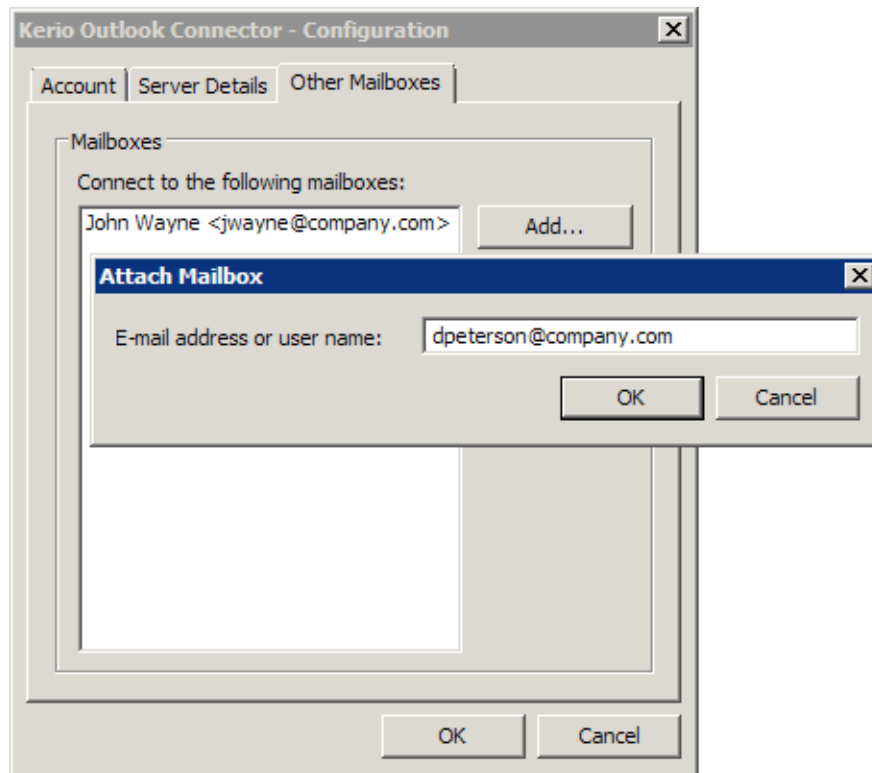 Kerio Outlook Connector - Configuration
Account
Server Details
Other Mailboxes
Mailboxes
Connect to the following mailboxes:
John Wayne <jwayne@company.com>
Add...
Attach Mailbox
E-mail address or user name:
dpeterson@company.com
OK
Cancel
OK
Cancel